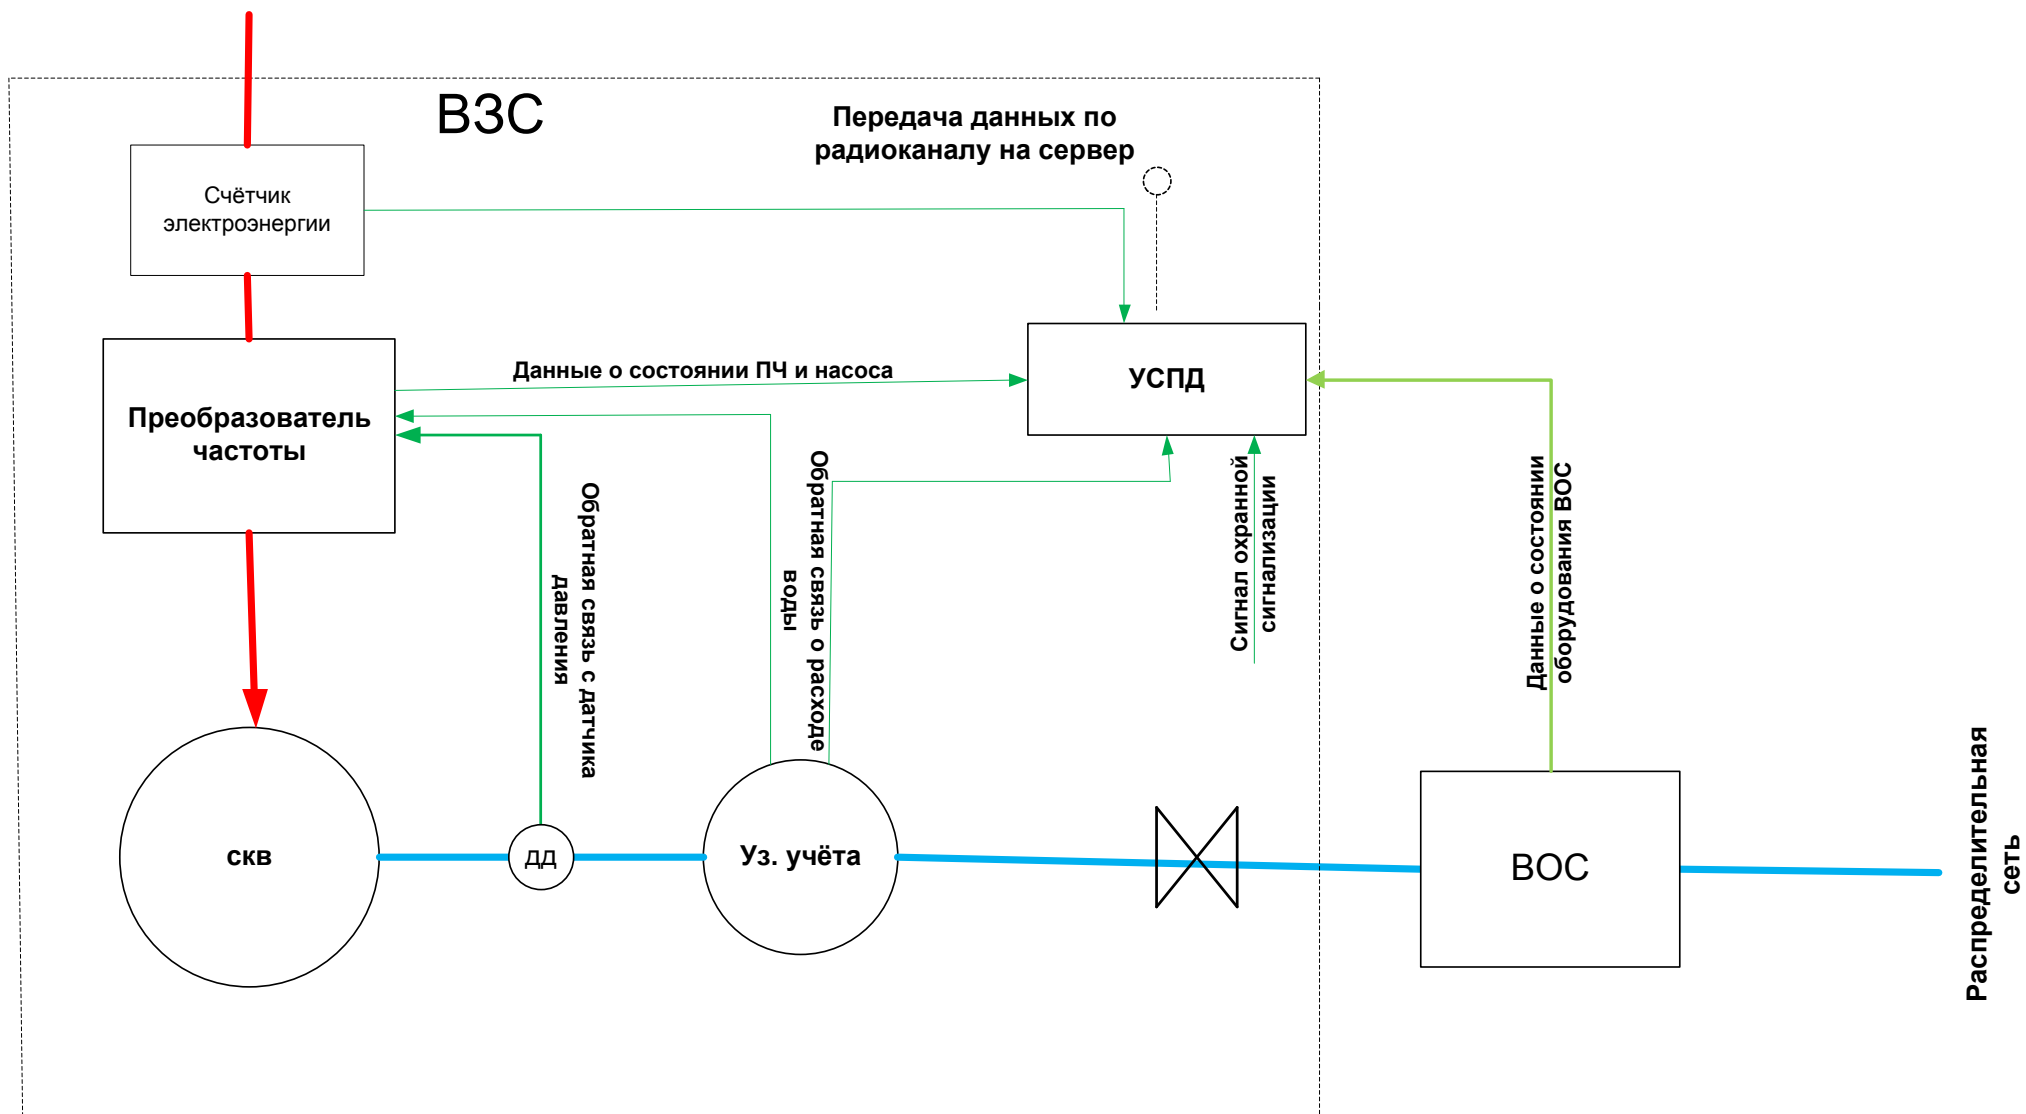 ВЗС
Передача данных по
радиоканалу на сервер
Счётчик
электроэнергии
Данные о состоянии ПЧ и насоса
УСПД
Преобразователь
частоты
Обратная связь с датчика
давления
Обратная связь о расходе
воды
Сигнал охранной
сигнализации
Данные о состоянии
оборудования ВОС
скв
дд
Уз. учёта
ВОС
Распределительная
сеть